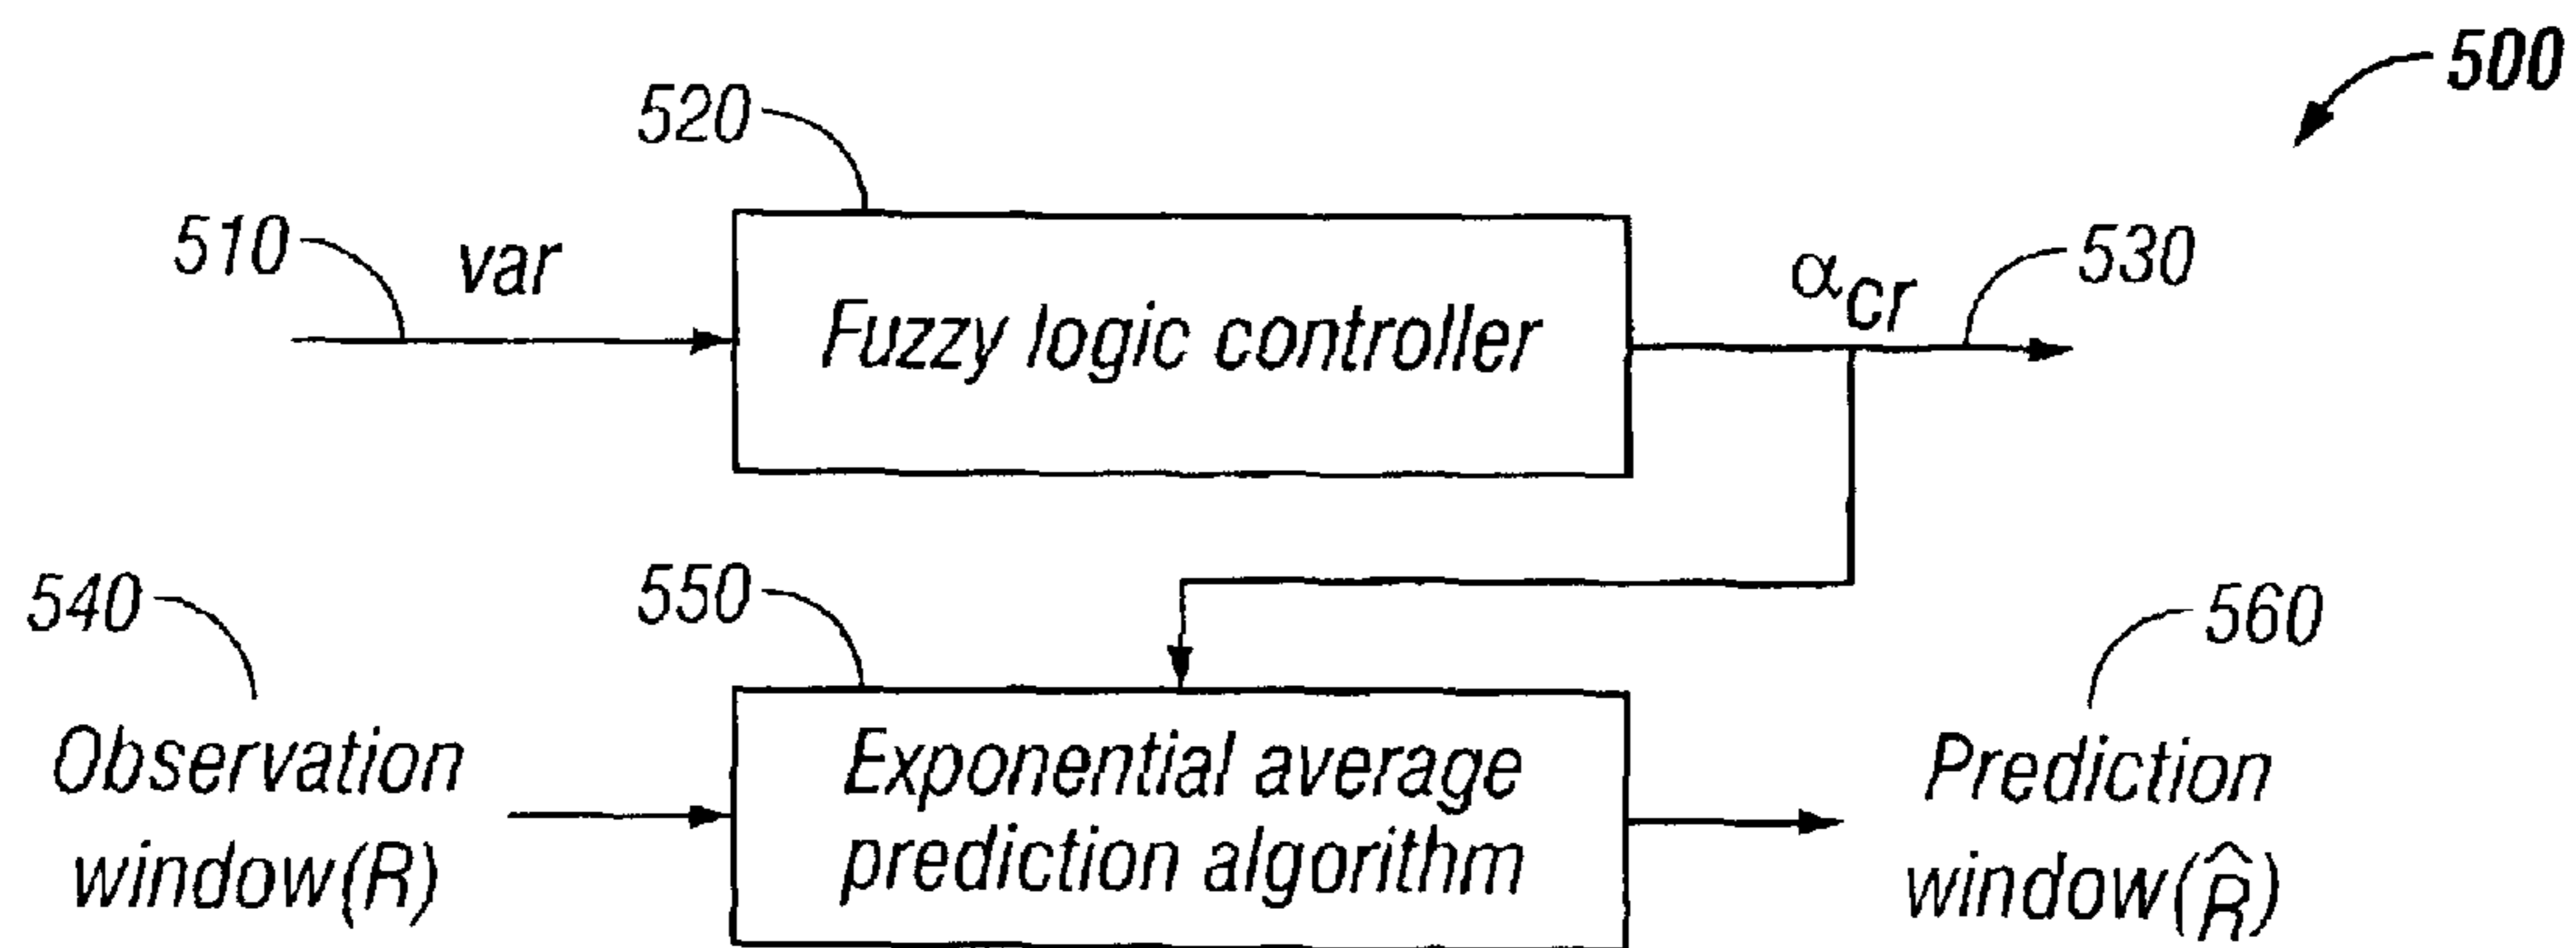 500
520
510
var
530
αcr
Fuzzy logic controller
540
550
560
Observation
window(R)
Exponential average
prediction algorithm
Prediction
window(R̂)